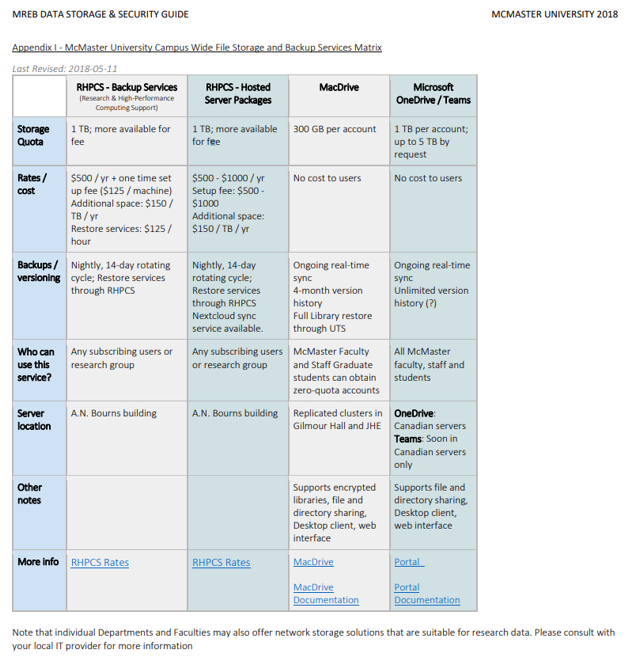 MREB DATA STORAGE & SECURITY GUIDE
MCMASTER UNIVERSITY 2018
Appendix I - McMaster University Campus Wide File Storage and Backup Services Matrix
Last Revised: 2018-05-11
RHPCS - Backup Services
(Research & High-Performance
Computing Support)
RHPCS - Hosted
Server Packages
MacDrive
Microsoft
OneDrive / Teams
Storage
Quota
1 TB; more available for
fee
1 TB; more available
for fee
300 GB per account
1 TB per account;
up to 5 TB by
request
Rates /
cost
$500 / yr + one time set
up fee ($125 / machine)
Additional space: $150 /
TB / yr
Restore services: $125 /
hour
$500 - $1000 / yr
Setup fee: $500 -
$1000
Additional space:
$150 / TB / yr
No cost to users
No cost to users
Backups /
versioning
Nightly, 14-day rotating
cycle; Restore services
through RHPCS
Nightly, 14-day
rotating cycle;
Restore services
through RHPCS
Nextcloud sync
service available.
Ongoing real-time
sync
4-month version
history
Full Library restore
through UTS
Ongoing real-time
sync
Unlimited version
history (?)
Who can
use this
service?
Any subscribing users or
research group
Any subscribing users
or research group
McMaster Faculty
and Staff Graduate
students can obtain
zero-quota accounts
All McMaster
faculty, staff and
students
Server
location
A.N. Bourns building
A.N. Bourns building
Replicated clusters in
Gilmour Hall and JHE
OneDrive:
Canadian servers
Teams: Soon in
Canadian servers
only
Other
notes
Supports encrypted
libraries, file and
directory sharing,
Desktop client, web
interface
Supports file and
directory sharing,
Desktop client,
web interface
More info
RHPCS Rates
RHPCS Rates
MacDrive
MacDrive
Documentation
Portal
Portal
Documentation
Note that individual Departments and Faculties may also offer network storage solutions that are suitable for research data. Please consult with
your local IT provider for more information